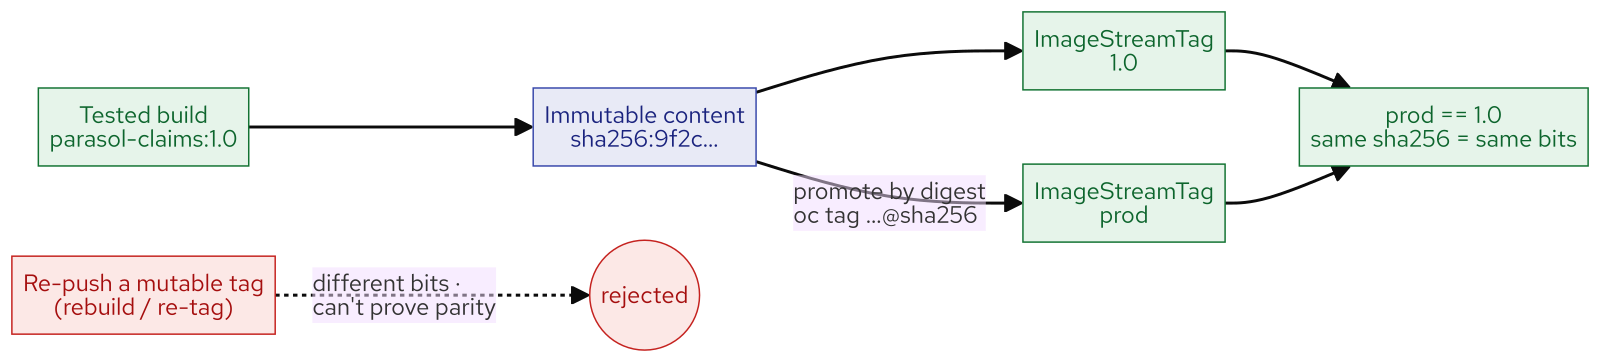 Tested build
parasol-claims:1.0
Immutable content
sha256:9f2c...
ImageStreamTag
1.0
promote by digest
oc tag ...@sha256
ImageStreamTag
prod
prod == 1.0
same sha256 = same bits
Re-push a mutable tag
(rebuild / re-tag)
different bits ·
can't prove parity
rejected